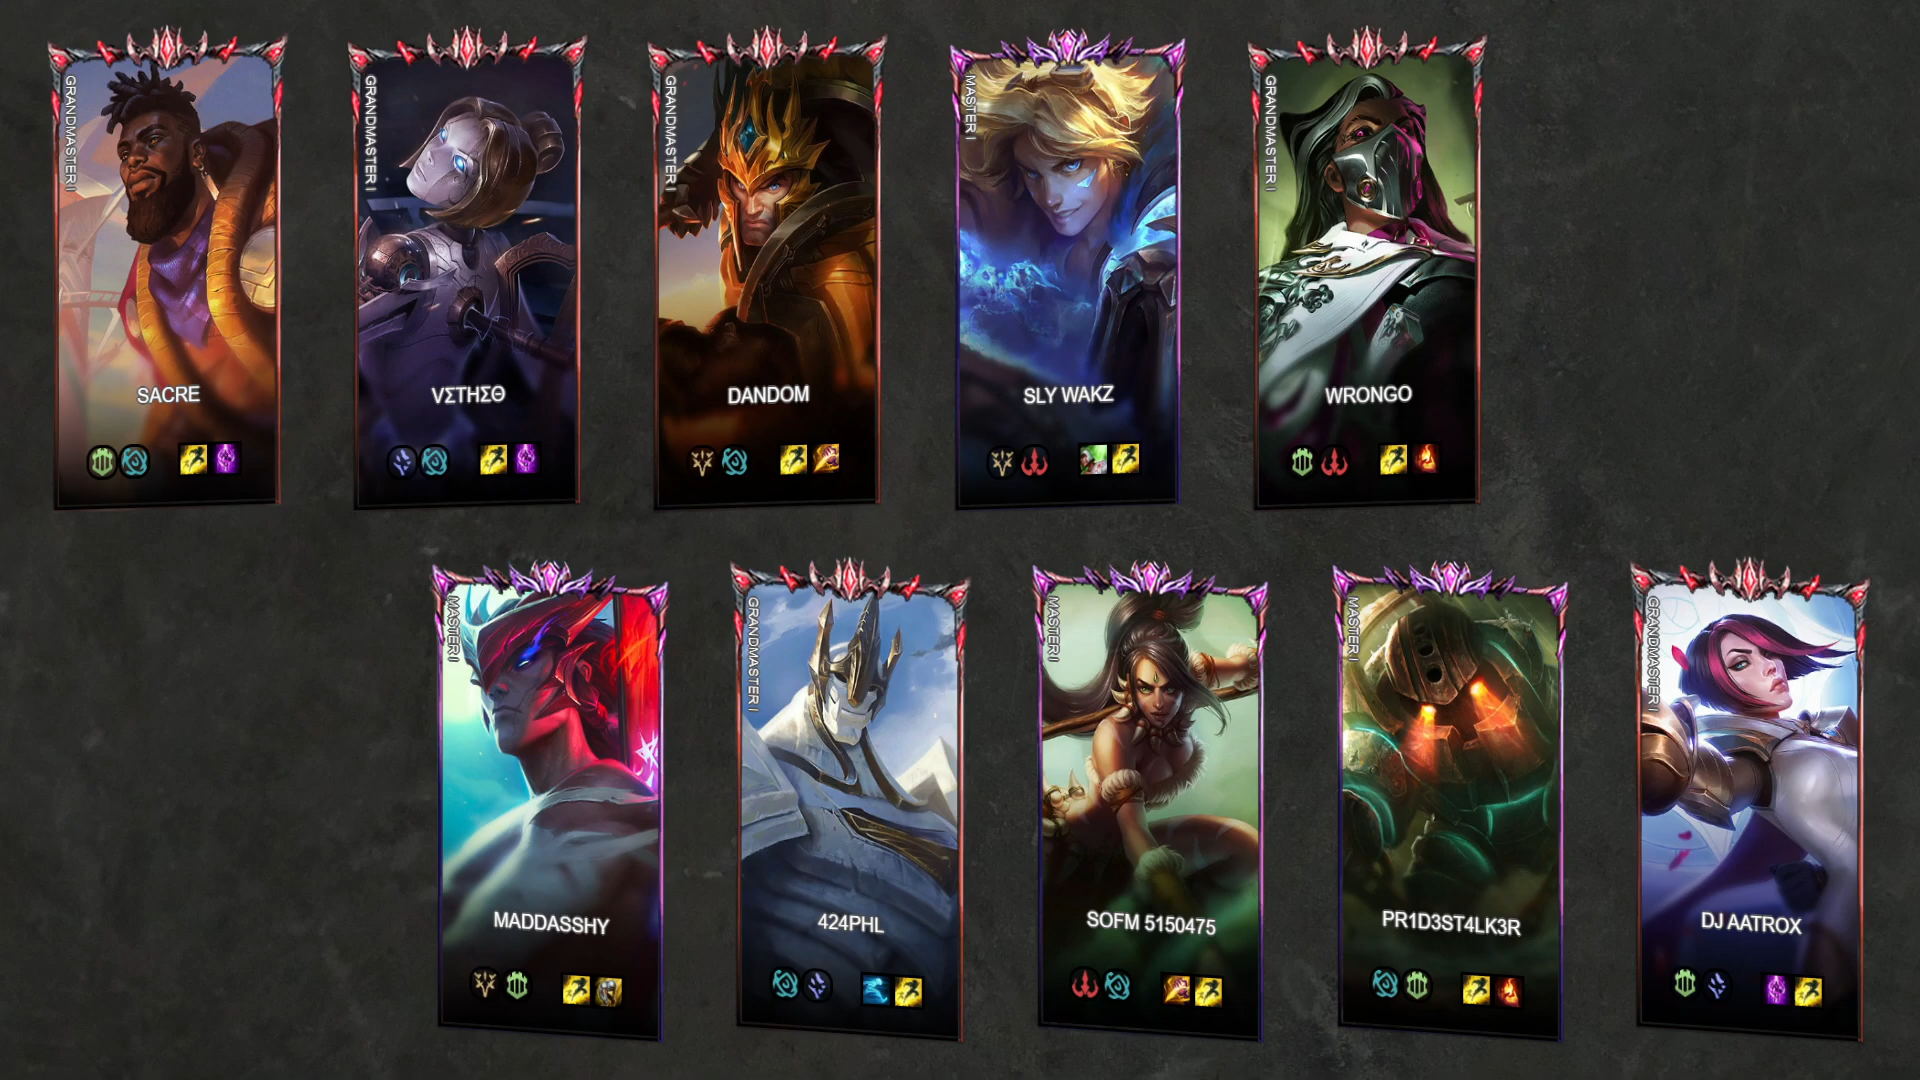 GRANDMASTER I
SACRE
GRANDMASTER I
VΣTHΣΘ
GRANDMASTER I
DANDOM
MASTER I
SLY WAKZ
GRANDMASTER I
WRONGO
MASTER I
MADDASSHY
GRANDMASTER I
424PHL
MASTER I
SOFM 5150475
MASTER I
PR1D3ST4LK3R
GRANDMASTER I
DJ AATROX